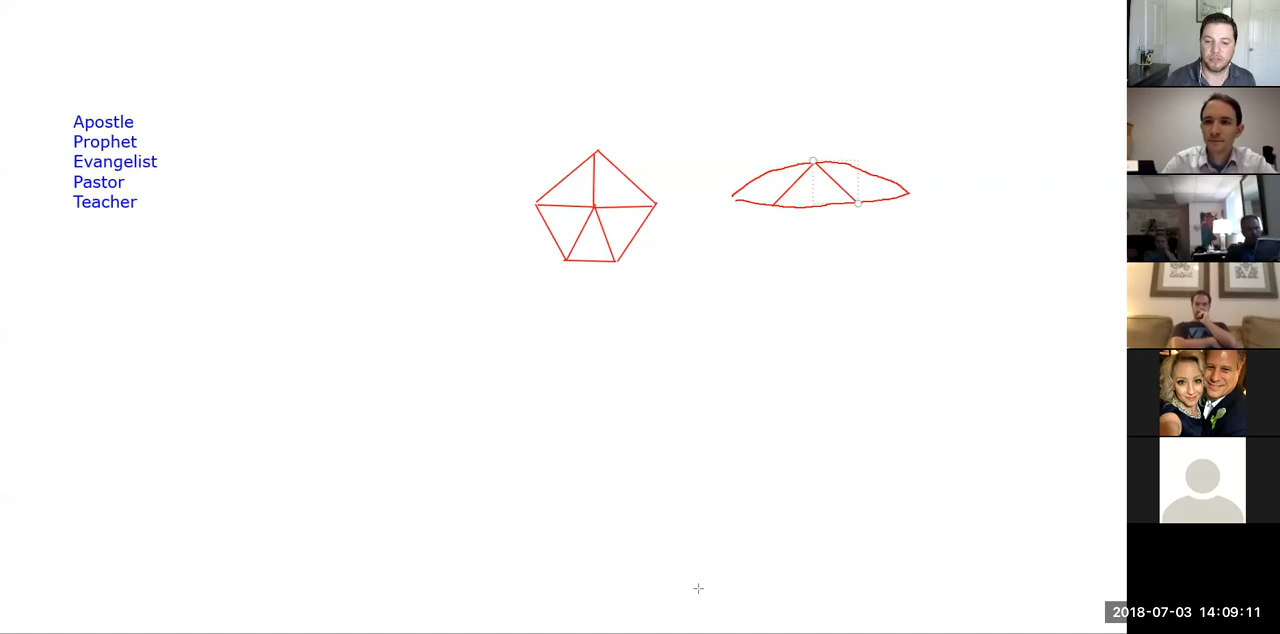 Apostle
Prophet
Evangelist
Pastor
Teacher
2018-07-03 14:09:11